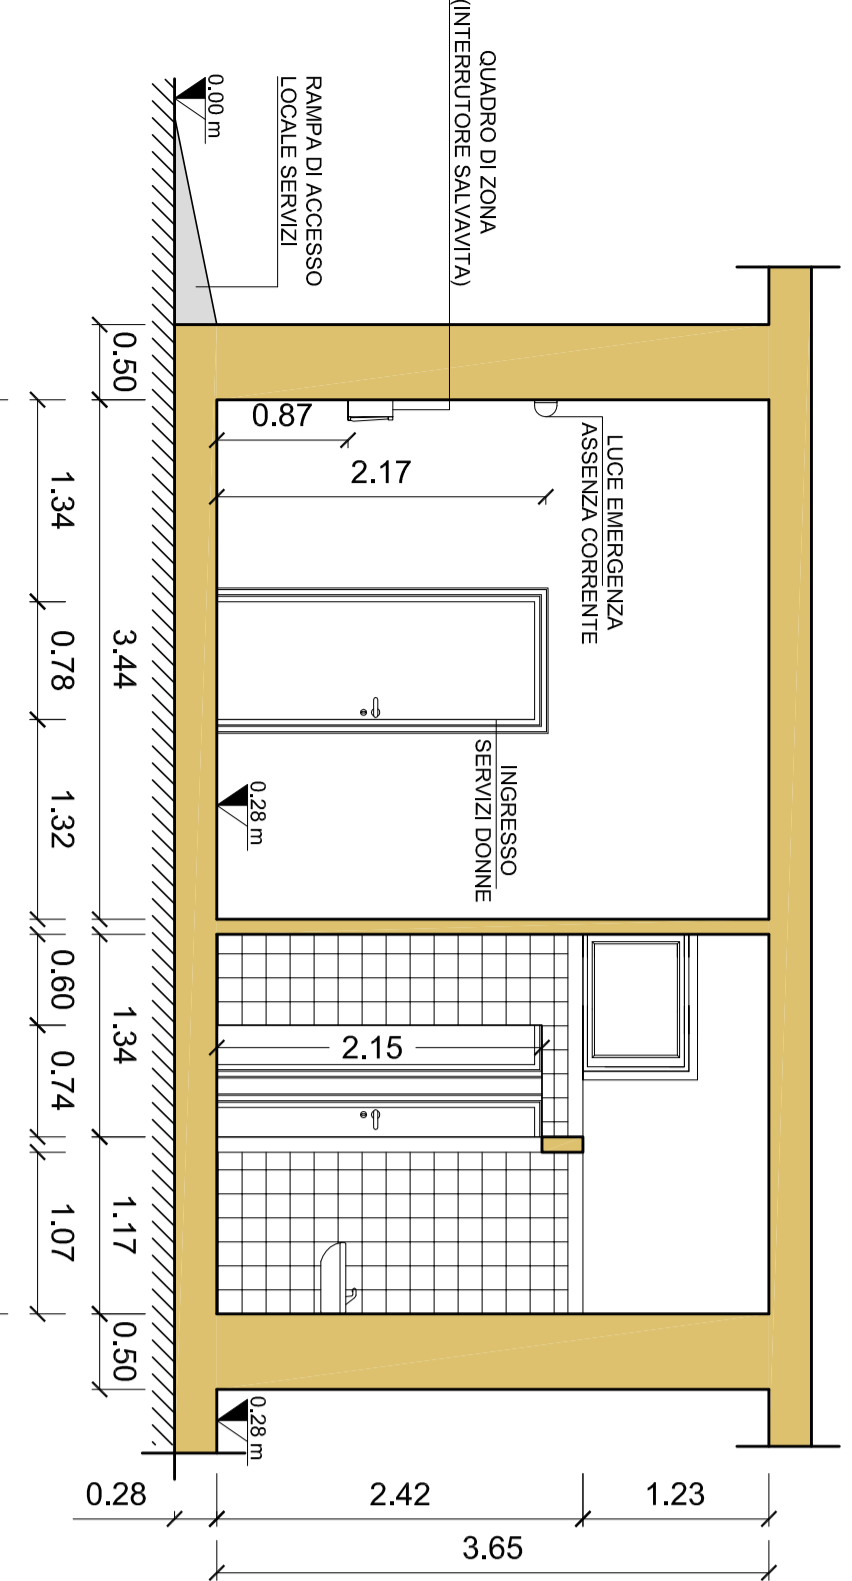 QUADRO DI ZONA
(INTERRUTORE SALVAVITA)
RAMPA DI ACCESSO
LOCALE SERVIZI
0.00 m
LUCE EMERGENZA
ASSENZA CORRENTE
INGRESSO
SERVIZI DONNE
0.87
2.17
2.15
0.28 m
0.28 m
0.50
3.44
1.34
1.17
0.50
1.34
0.78
1.32
0.60
0.74
1.07
0.28
2.42
1.23
3.65